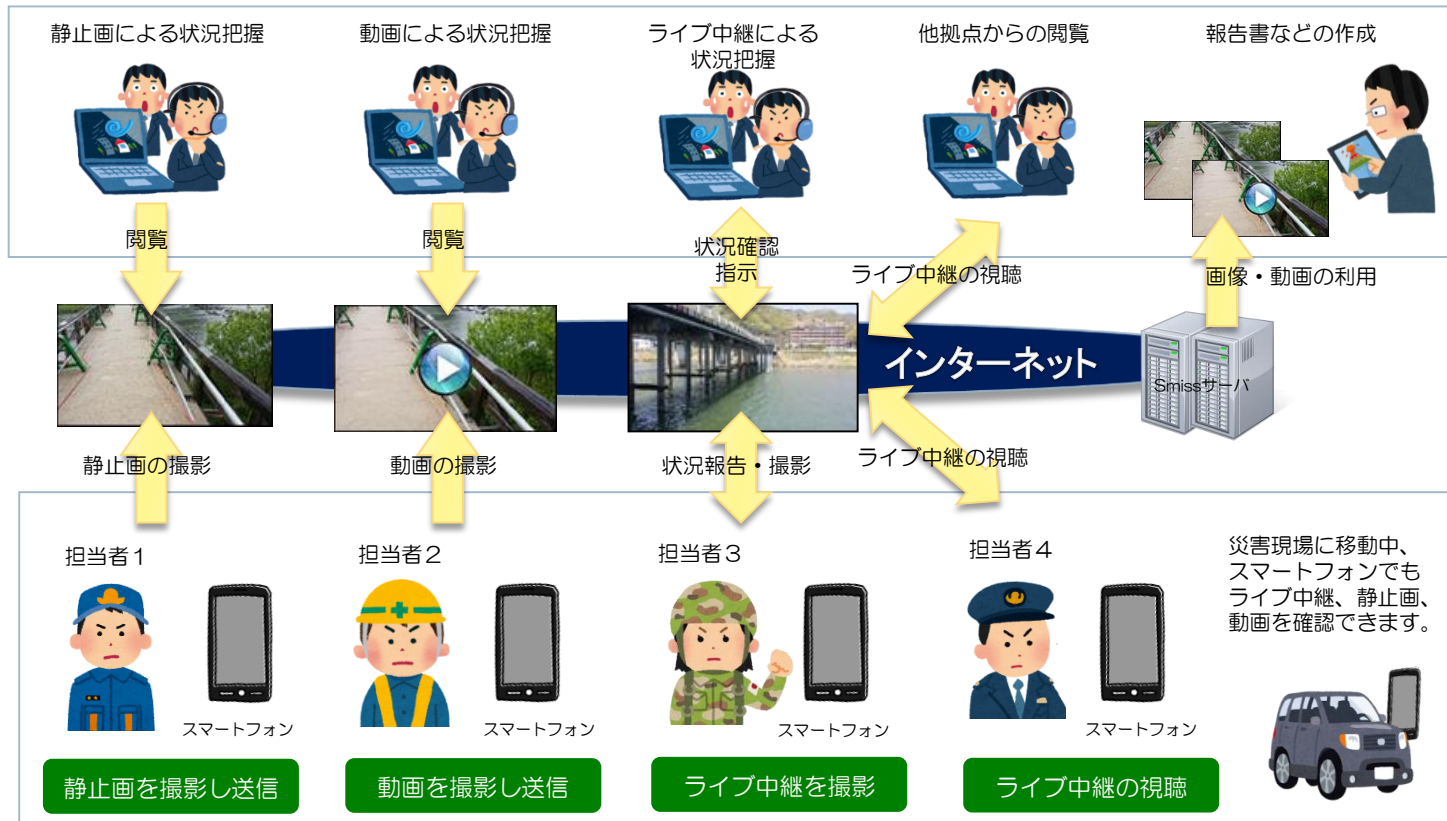 静止画による状況把握
動画による状況把握
ライブ中継による
状況把握
他拠点からの閲覧
報告書などの作成
閲覧
閲覧
状況確認
指示
ライブ中継の視聴
画像・動画の利用
インターネット
Smissサーバ
静止画の撮影
動画の撮影
状況報告・撮影
ライブ中継の視聴
担当者1
担当者2
担当者3
担当者4
災害現場に移動中、
スマートフォンでも
ライブ中継、静止画、
動画を確認できます。
スマートフォン
スマートフォン
スマートフォン
スマートフォン
静止画を撮影し送信
動画を撮影し送信
ライブ中継を撮影
ライブ中継の視聴